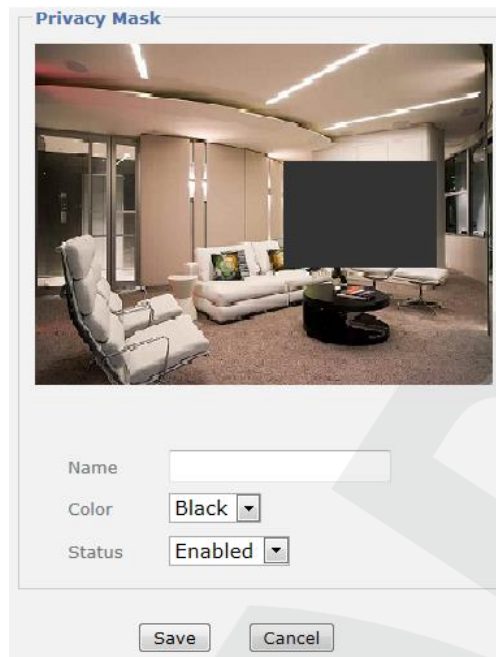 Privacy Mask
Name
Color Black
Status Enabled
Save Cancel